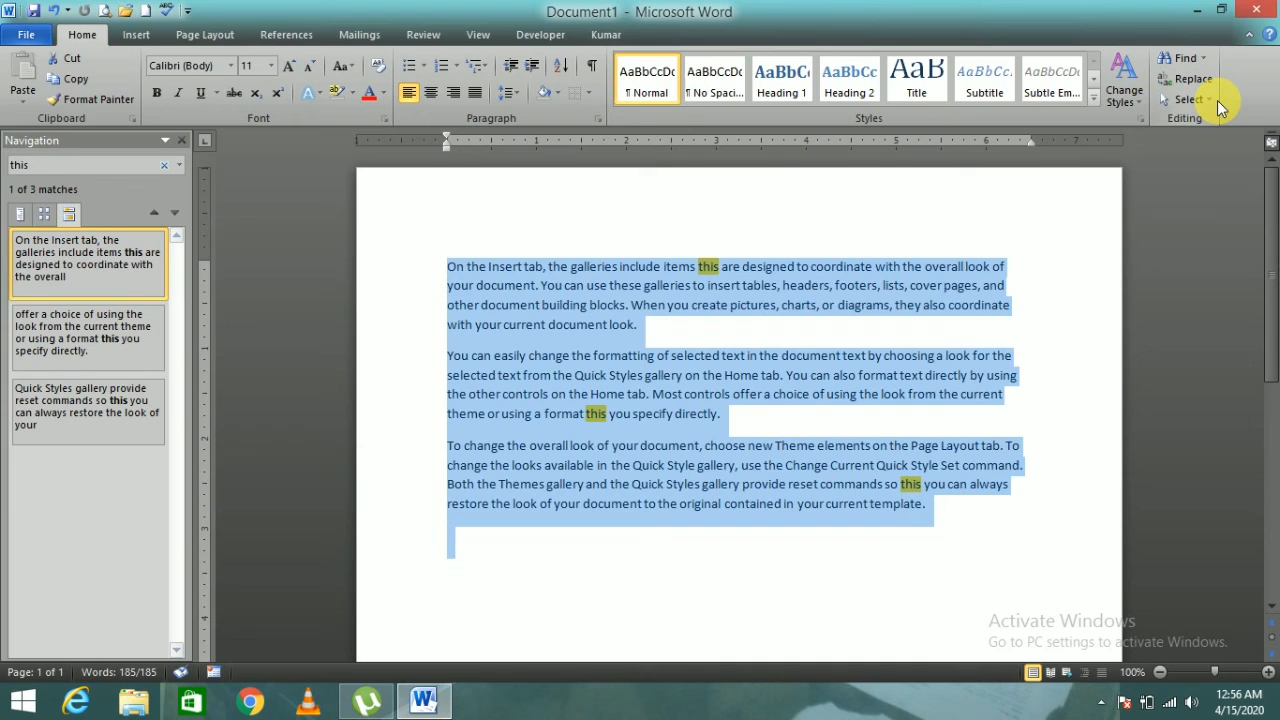 Document1 - Microsoft Word
File Home Insert Page Layout References Mailings Review View Developer Kumar
Paste
Cut
Copy
Format Painter
Clipboard
Calibri (Body) 11
Font
Paragraph
AaBbCcDc ¶ Normal
AaBbCcDc ¶ No Spaci...
AaBbCc Heading 1
AaBbCc Heading 2
AaB Title
AaBbCc. Subtitle
AaBbCcDc Subtle Em...
Change Styles
Styles
Find
Replace
Select
Editing
Navigation
this
1 of 3 matches
On the Insert tab, the
galleries include items this are
designed to coordinate with
the overall
offer a choice of using the
look from the current theme
or using a format this you
specify directly.
Quick Styles gallery provide
reset commands so this you
can always restore the look of
your
1 1 2 3 4 5 6 7
2
3
4
On the Insert tab, the galleries include items this are designed to coordinate with the overall look of
your document. You can use these galleries to insert tables, headers, footers, lists, cover pages, and
other document building blocks. When you create pictures, charts, or diagrams, they also coordinate
with your current document look.
You can easily change the formatting of selected text in the document text by choosing a look for the
selected text from the Quick Styles gallery on the Home tab. You can also format text directly by using
the other controls on the Home tab. Most controls offer a choice of using the look from the current
theme or using a format this you specify directly.
To change the overall look of your document, choose new Theme elements on the Page Layout tab. To
change the looks available in the Quick Style gallery, use the Change Current Quick Style Set command.
Both the Themes gallery and the Quick Styles gallery provide reset commands so this you can always
restore the look of your document to the original contained in your current template.
Activate Windows
Go to PC settings to activate Windows.
Page: 1 of 1 Words: 185/185 100%
12:56 AM
4/15/2020